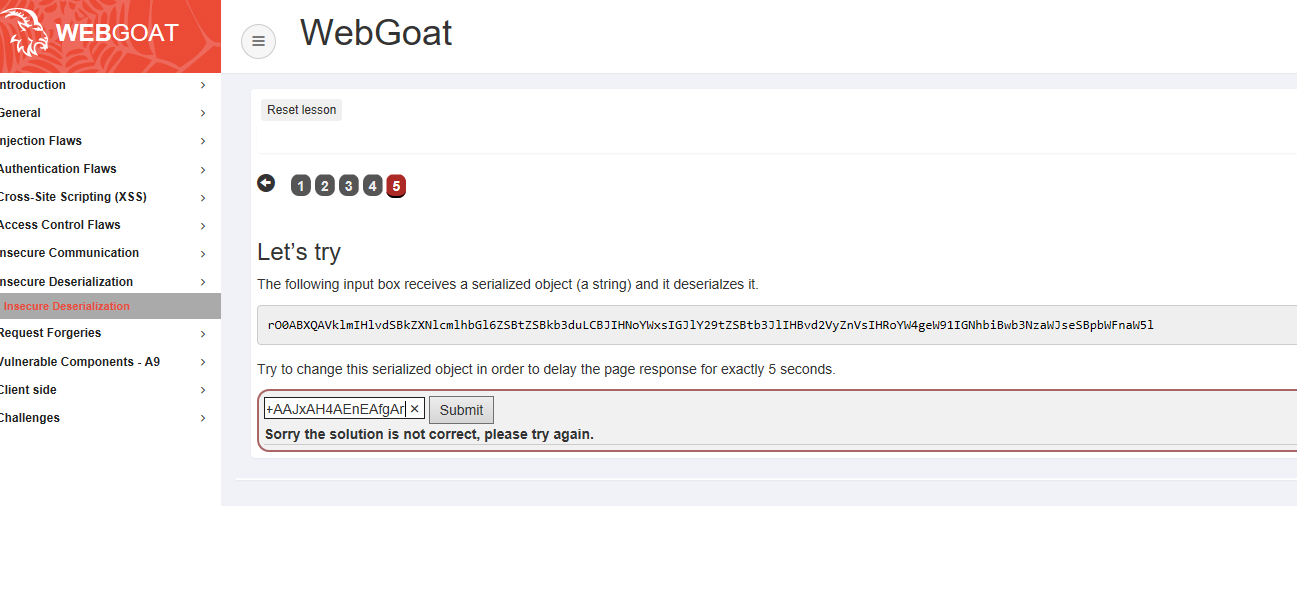 WEBGOAT
WebGoat
ntroduction
General
njection Flaws
Authentication Flaws
Cross-Site Scripting (XSS)
Access Control Flaws
nsecure Communication
nsecure Deserialization
Insecure Deserialization
Request Forgeries
Vulnerable Components - A9
Client side
Challenges
Reset lesson
1 2 3 4 5
Let’s try
The following input box receives a serialized object (a string) and it deserialzes it.
rO0ABXQAVklmIHlvdSBkZXNlcmlhbGl6ZSBtZSBkb3duLCBJIHNoYWxsIGJlY29tZSBtb3JlIHBvd2VyZnVsIHRoYW4geW91IGNhbiBwb3NzaWJseSBpbWFnaW5l
Try to change this serialized object in order to delay the page response for exactly 5 seconds.
+AAJxAH4AEnEAfgAr
Submit
Sorry the solution is not correct, please try again.